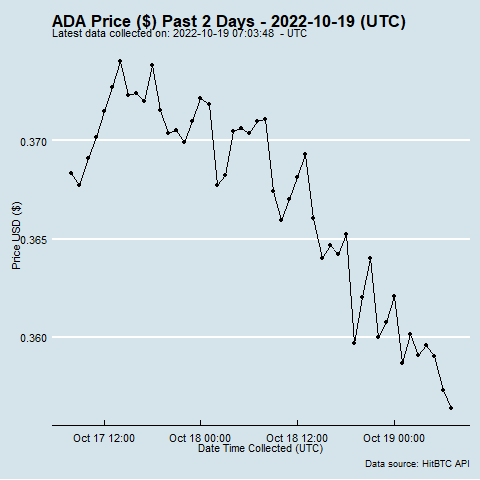 ADA Price ($) Past 2 Days - 2022-10-19 (UTC)
Latest data collected on: 2022-10-19 07:03:48  - UTC
0.370
0.365
0.360
Price USD ($)
Oct 17 12:00
Oct 18 00:00
Oct 18 12:00
Oct 19 00:00
Date Time Collected (UTC)
Data source: HitBTC API